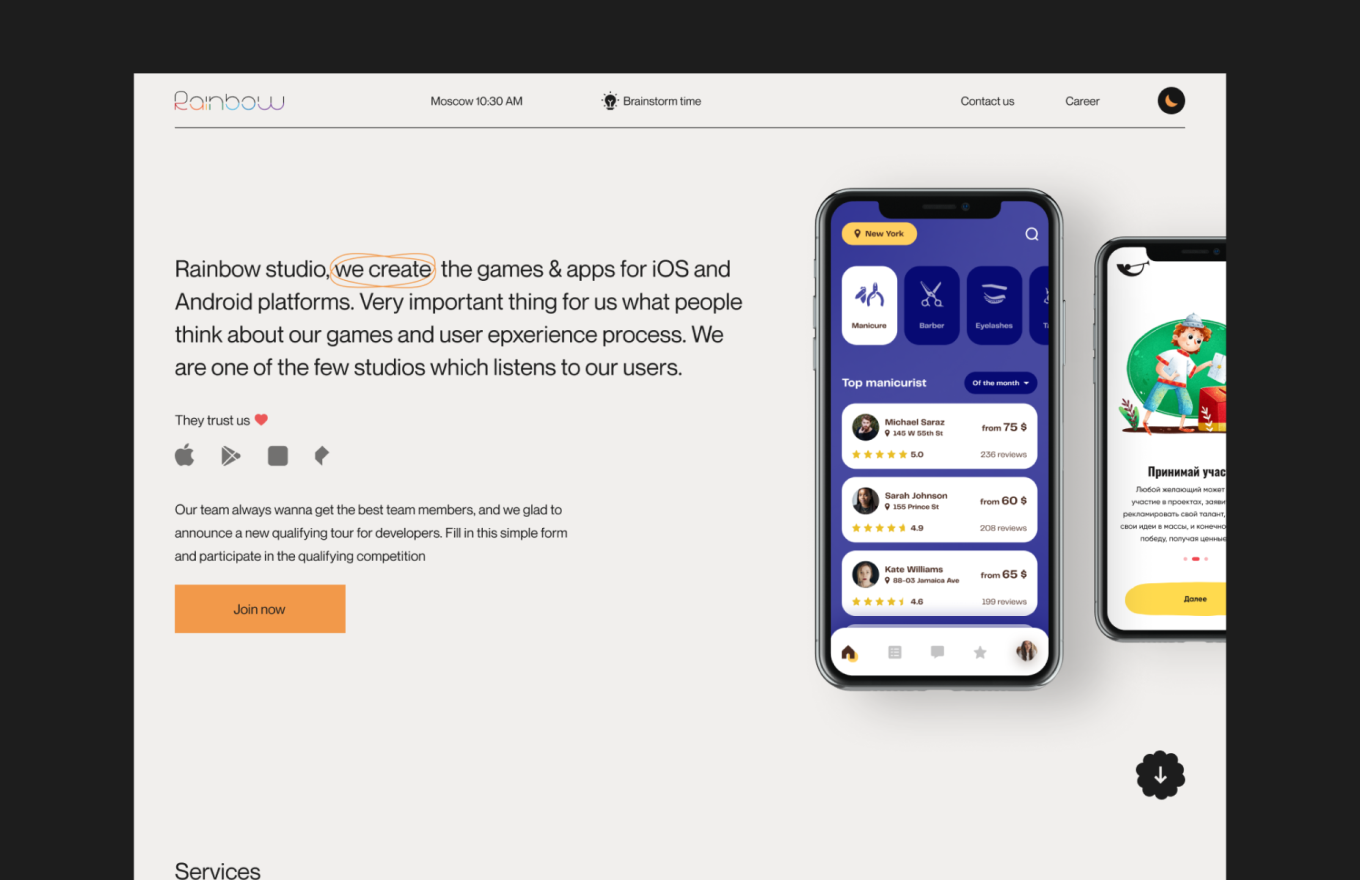 Rainbow
Moscow 10:30 AM
Brainstorm time
Contact us
Career
Rainbow studio, we create the games & apps for iOS and
Android platforms. Very important thing for us what people
think about our games and user epxerience process. We
are one of the few studios which listens to our users.
They trust us
Our team always wanna get the best team members, and we glad to
announce a new qualifying tour for developers. Fill in this simple form
and participate in the qualifying competition
Join now
New York
Manicure
Barber
Eyelashes
Top manicurist
Of the month
Michael Saraz
145 W 55th St
from 75 $
5.0
236 reviews
Sarah Johnson
155 Prince St
from 60 $
4.9
208 reviews
Kate Williams
88-03 Jamaica Ave
from 65 $
4.6
199 reviews
Принимай учас
Любой желающий может
участие в проектах, заяви
рекламировать свой талант,
свои идеи в массы, и конечно
победу, получая ценные
Далее
Services